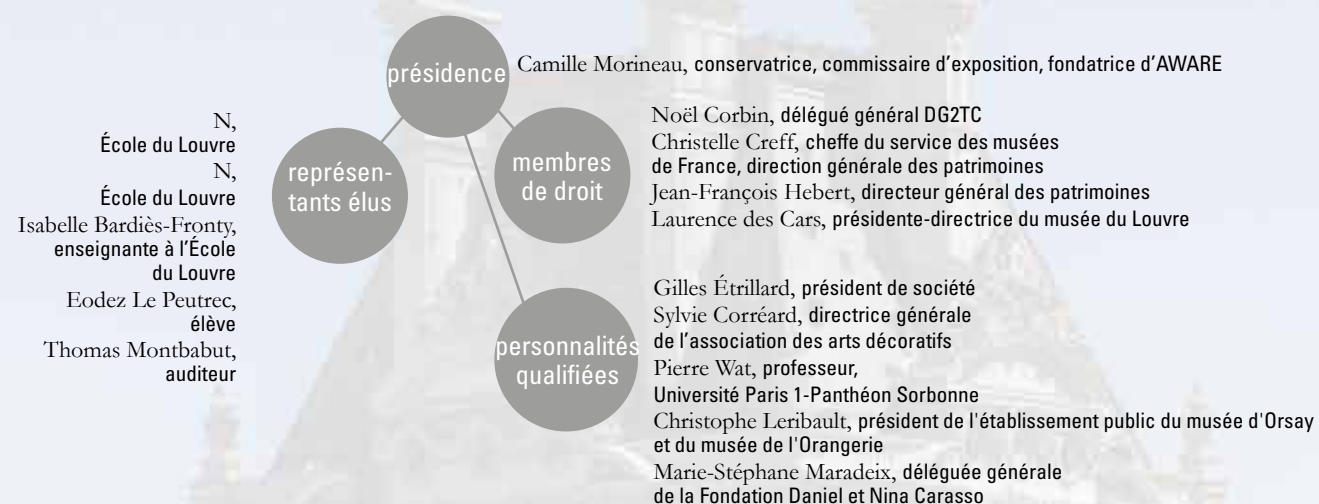 présidence
Camille Morineau, conservatrice, commissaire d'exposition, fondatrice d'AWARE
représen-
tants élus
N,
École du Louvre
N,
École du Louvre
Isabelle Bardiès-Fronty,
enseignante à l'École
du Louvre
Eodez Le Peutrec,
élève
Thomas Montbabut,
auditeur
membres
de droit
Noël Corbin, délégué général DG2TC
Christelle Creff, cheffe du service des musées
de France, direction générale des patrimoines
Jean-François Hebert, directeur général des patrimoines
Laurence des Cars, présidente-directrice du musée du Louvre
personnalités
qualifiées
Gilles Étrillard, président de société
Sylvie Corréard, directrice générale
de l'association des arts décoratifs
Pierre Wat, professeur,
Université Paris 1-Panthéon Sorbonne
Christophe Leribault, président de l'établissement public du musée d'Orsay
et du musée de l'Orangerie
Marie-Stéphane Maradeix, déléguée générale
de la Fondation Daniel et Nina Carasso